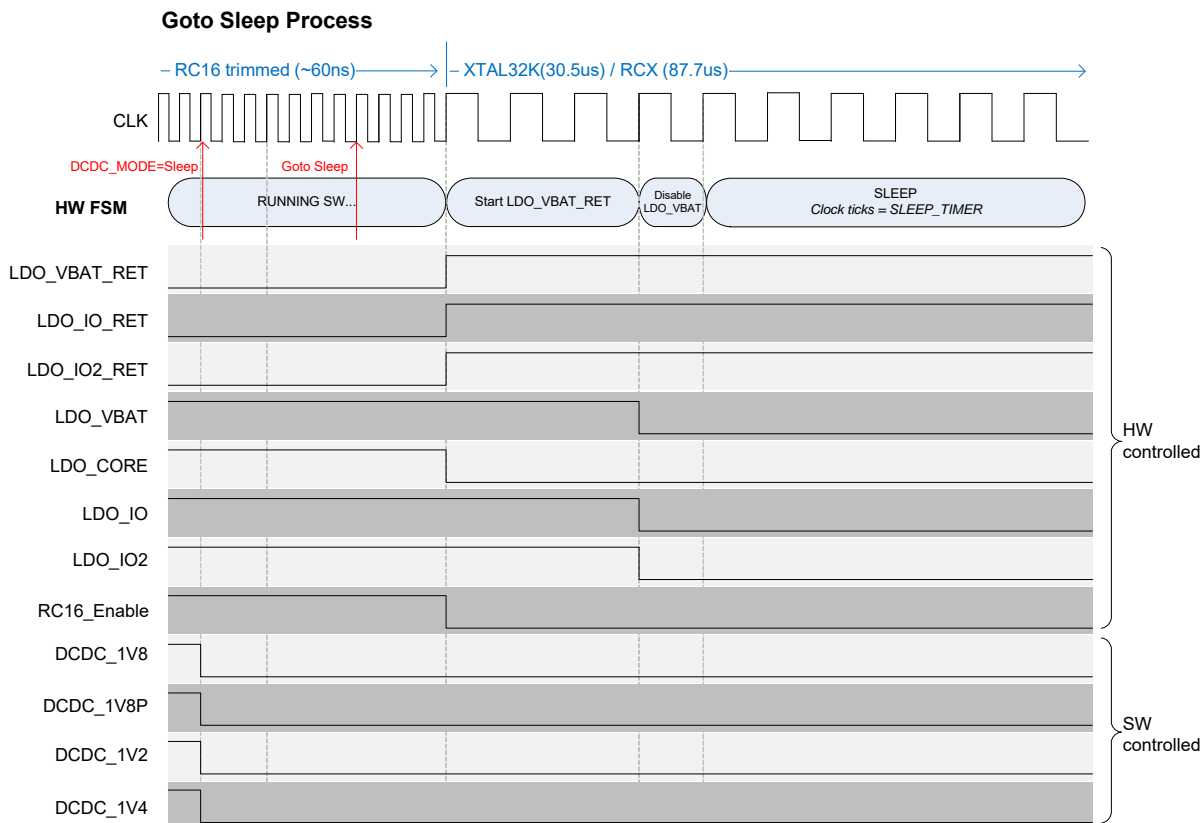 Goto Sleep Process
RC16 trimmed (~60ns)
XTAL32K(30.5us) / RCX (87.7us)
CLK
DCDC_MODE=Sleep
Goto Sleep
HW FSM
RUNNING SW...
Start LDO_VBAT_RET
Disable
LDO_VBAT
SLEEP
Clock ticks = SLEEP_TIMER
LDO_VBAT_RET
LDO_IO_RET
LDO_IO2_RET
LDO_VBAT
LDO_CORE
LDO_IO
LDO_IO2
RC16_Enable
HW
controlled
DCDC_1V8
DCDC_1V8P
DCDC_1V2
DCDC_1V4
SW
controlled